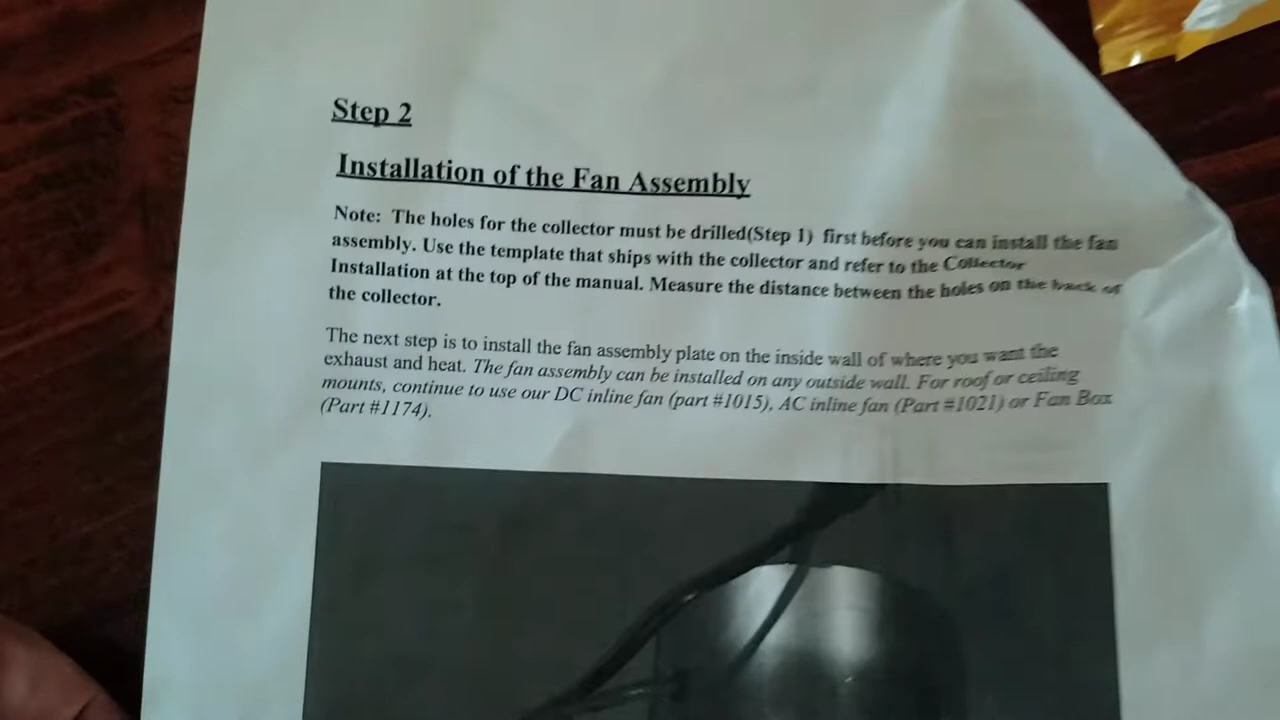 Step 2
Installation of the Fan Assembly
Note: The holes for the collector must be drilled(Step 1) first before you can install the fan
assembly. Use the template that ships with the collector and refer to the Collector
Installation at the top of the manual. Measure the distance between the holes on the back of
the collector.
The next step is to install the fan assembly plate on the inside wall of where you want the
exhaust and heat. The fan assembly can be installed on any outside wall. For roof or ceiling
mounts, continue to use our DC inline fan (part #1015), AC inline fan (Part #1021) or Fan Box
(Part #1174).